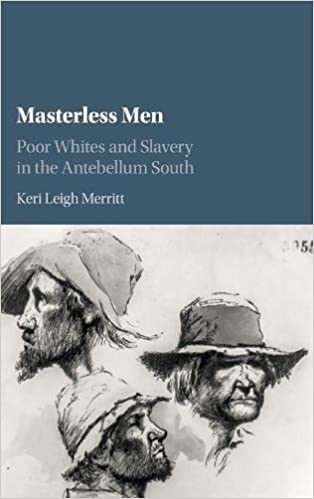 Masterless Men
Poor Whites and Slavery
in the Antebellum South
Keri Leigh Merritt